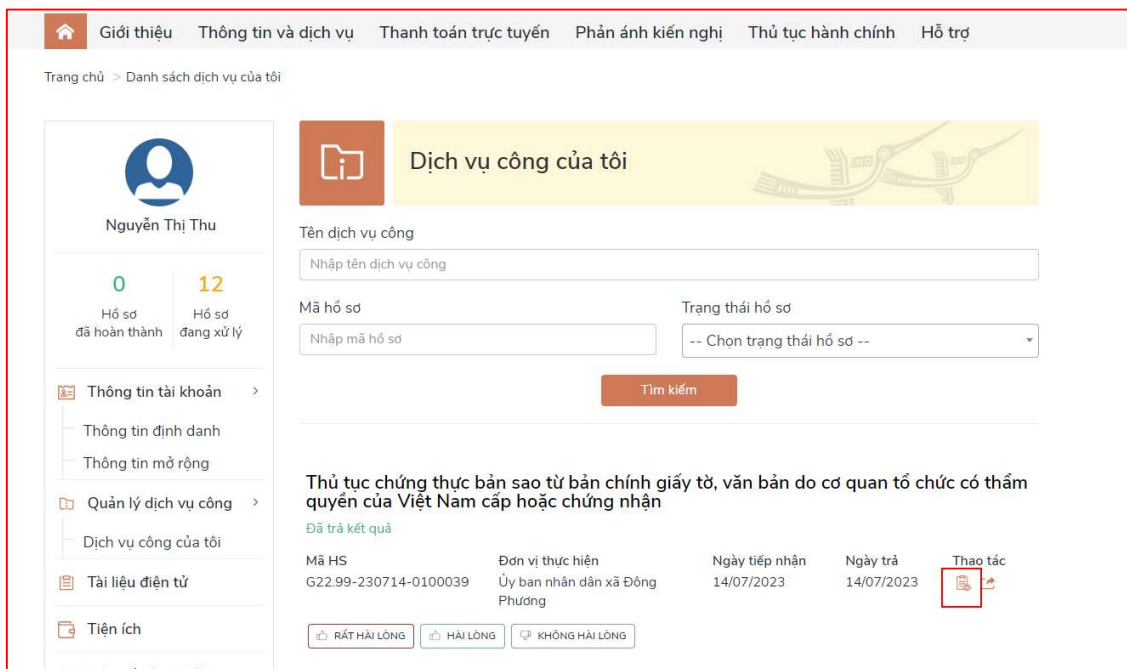 Giới thiệu Thông tin và dịch vụ Thanh toán trực tuyến Phản ánh kiến nghị Thủ tục hành chính Hỗ trợ
Trang chủ > Danh sách dịch vụ của tôi
Nguyễn Thị Thu
0 12
Hồ sơ Hồ sơ
đã hoàn thành đang xử lý
Thông tin tài khoản >
Thông tin định danh
Thông tin mở rộng
Quản lý dịch vụ công >
Dịch vụ công của tôi
Tài liệu điện tử
Tiện ích
Dịch vụ công của tôi
Tên dịch vụ công
Nhập tên dịch vụ công
Mã hồ sơ Trạng thái hồ sơ
Nhập mã hồ sơ -- Chọn trạng thái hồ sơ --
Tìm kiếm
Thủ tục chứng thực bản sao từ bản chính giấy tờ, văn bản do cơ quan tổ chức có thẩm
quyền của Việt Nam cấp hoặc chứng nhận
Đã trả kết quả
Mã HS Đơn vị thực hiện Ngày tiếp nhận Ngày trả Thao tác
G22.99-230714-0100039 Ủy ban nhân dân xã Đông 14/07/2023 14/07/2023
Phương
RẤT HÀI LÒNG HÀI LÒNG KHÔNG HÀI LÒNG